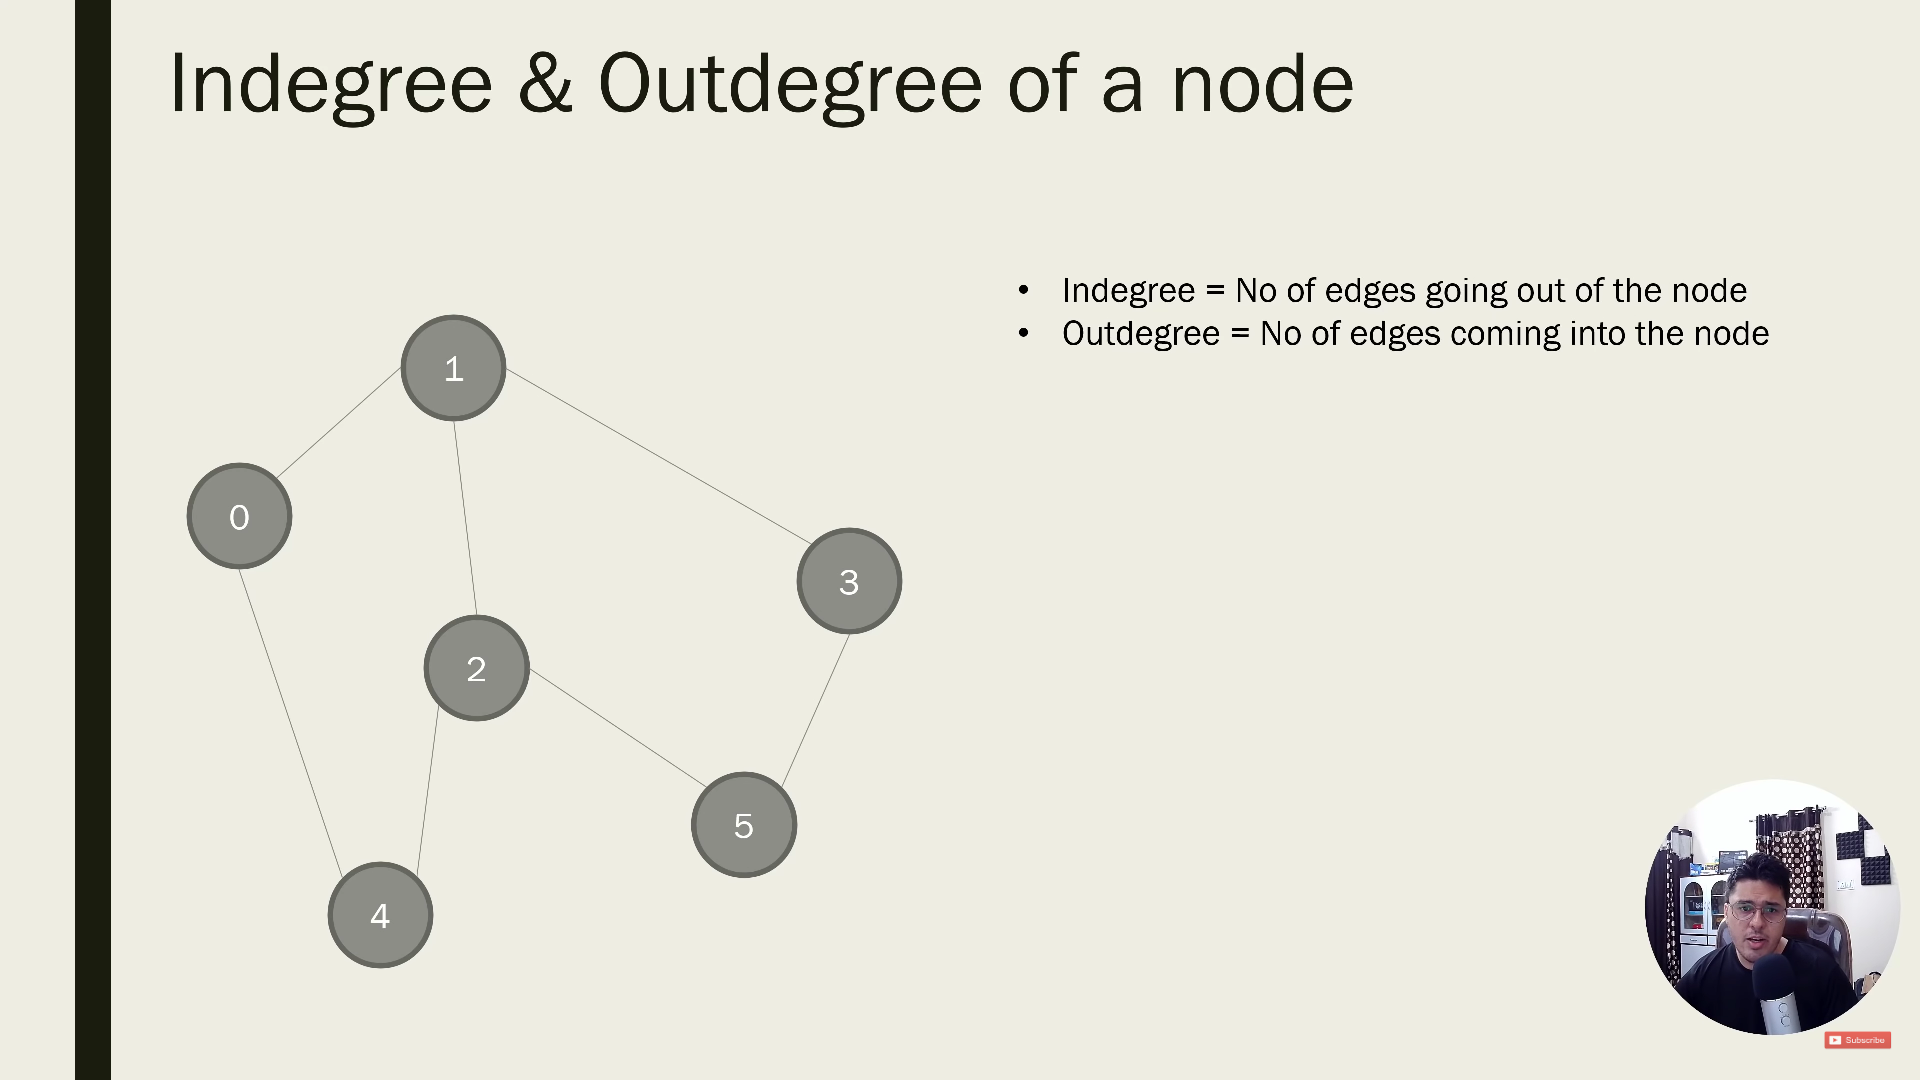 Indegree & Outdegree of a node
• Indegree = No of edges going out of the node
• Outdegree = No of edges coming into the node
1
0
3
2
5
4
Subscribe